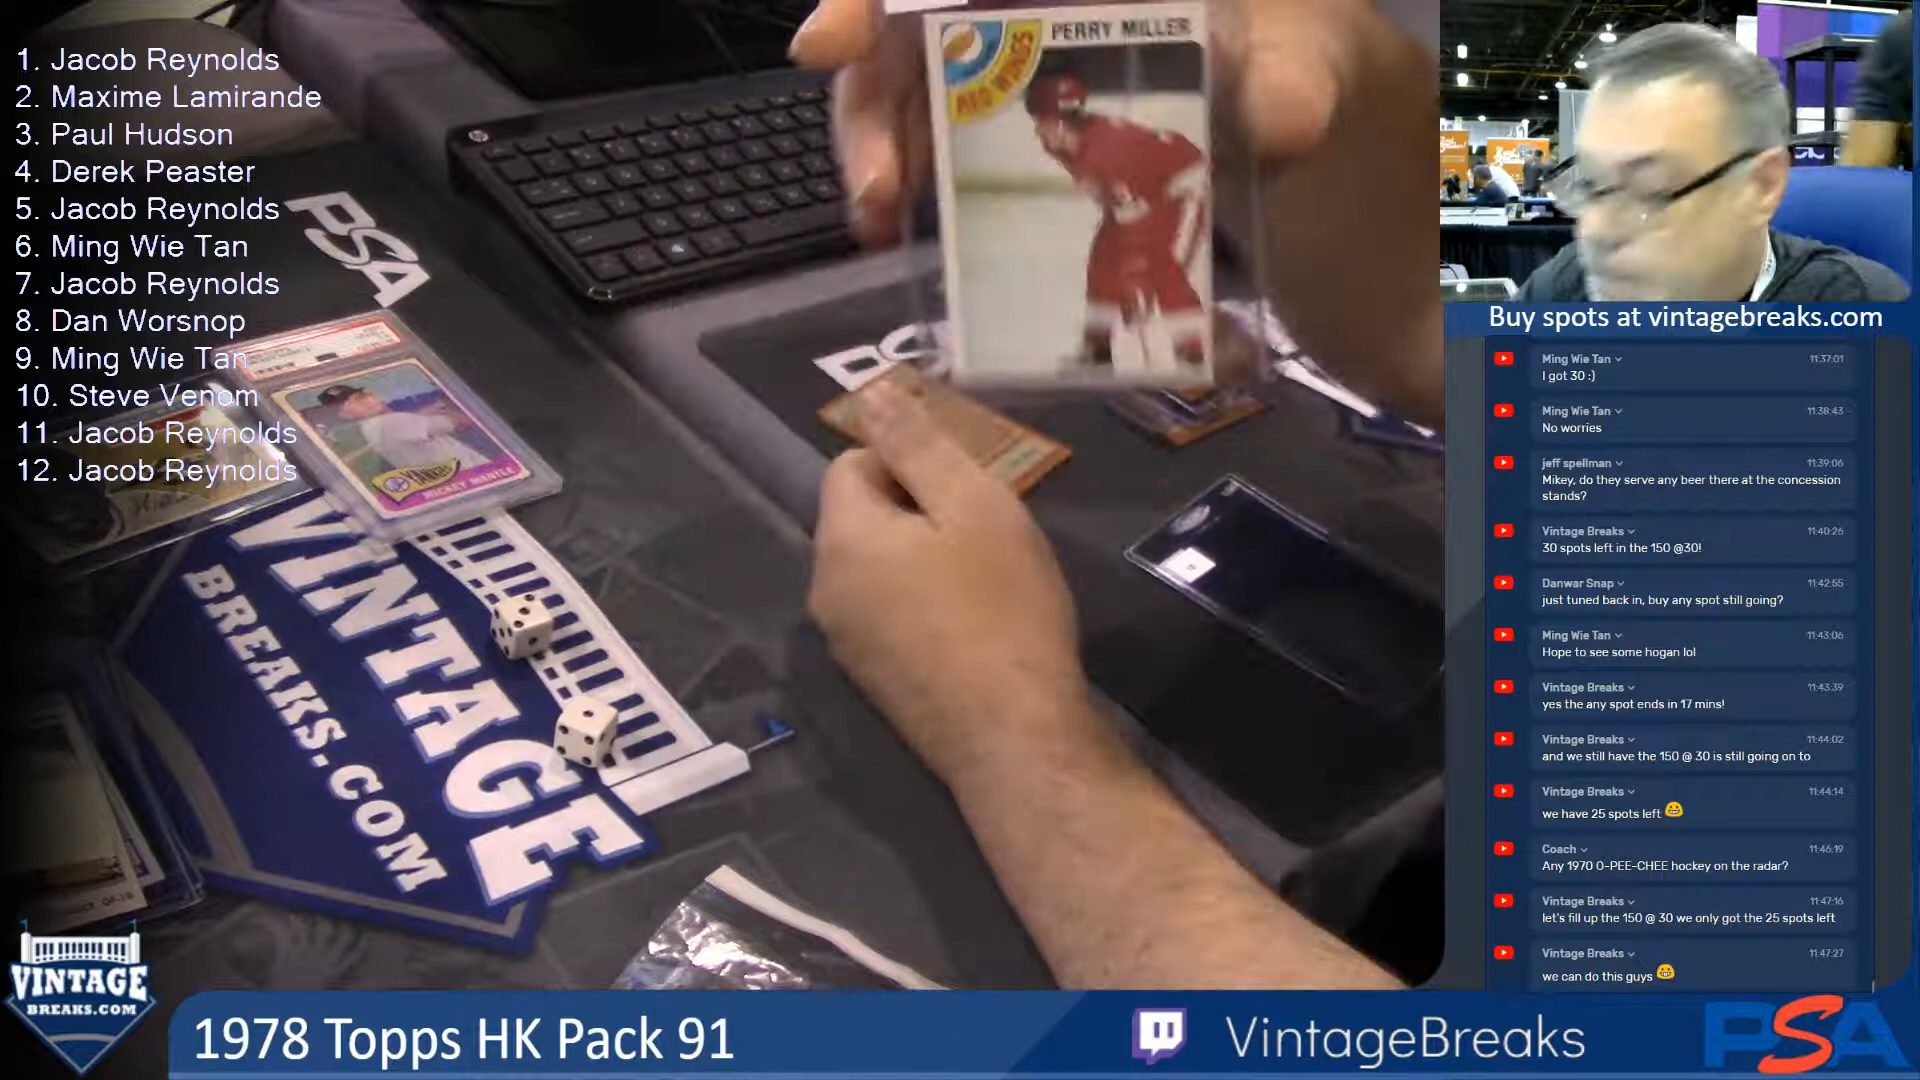 1. Jacob Reynolds
2. Maxime Lamirande
3. Paul Hudson
4. Derek Peaster
5. Jacob Reynolds
6. Ming Wie Tan
7. Jacob Reynolds
8. Dan Worsnop
9. Ming Wie Tan
10. Steve Venom
11. Jacob Reynolds
12. Jacob Reynolds
PERRY MILLER
RED WINGS
PSA
YANKEES
MICKEY MANTLE
VINTAGE
BREAKS.COM
Buy spots at vintagebreaks.com
Ming Wie Tan 11:37:01
I got 30 :)
Ming Wie Tan 11:38:43
No worries
jeff spellman 11:39:06
Mikey, do they serve any beer there at the concession
stands?
Vintage Breaks 11:40:26
30 spots left in the 150 @30!
Danwar Snap 11:42:55
just tuned back in, buy any spot still going?
Ming Wie Tan 11:43:06
Hope to see some hogan lol
Vintage Breaks 11:43:39
yes the any spot ends in 17 mins!
Vintage Breaks 11:44:02
and we still have the 150 @ 30 is still going on to
Vintage Breaks 11:44:14
we have 25 spots left 😀
Coach 11:46:19
Any 1970 O-PEE-CHEE hockey on the radar?
Vintage Breaks 11:47:16
let's fill up the 150 @ 30 we only got the 25 spots left
Vintage Breaks 11:47:27
we can do this guys 😀
VINTAGE
BREAKS.COM
1978 Topps HK Pack 91
VintageBreaks
PSA